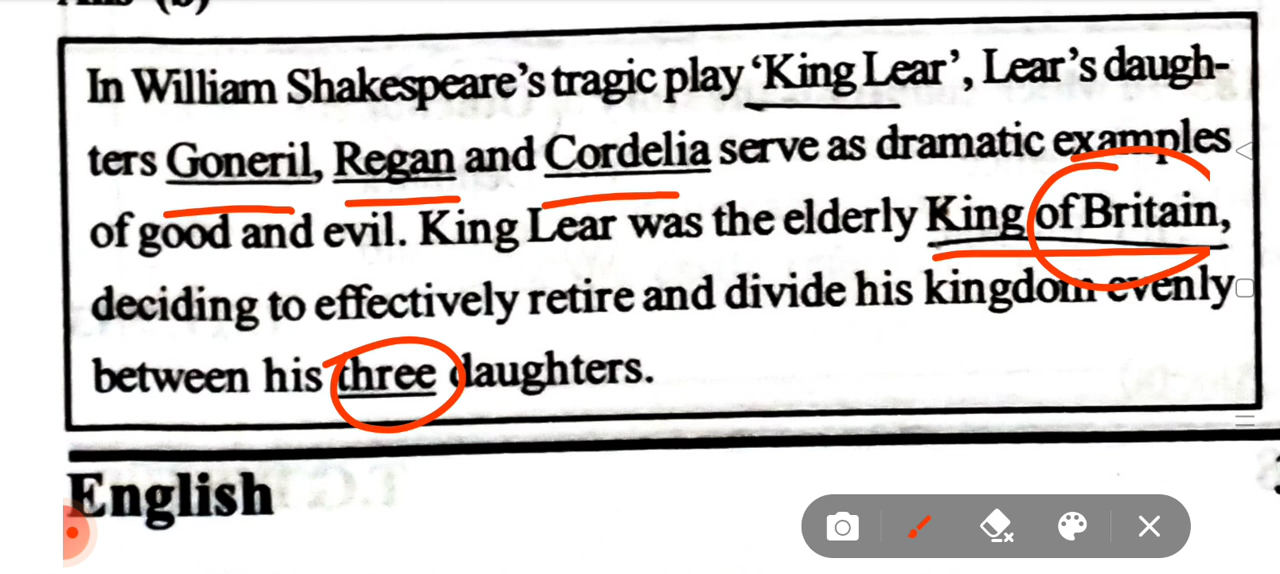 In William Shakespeare's tragic play 'King Lear', Lear's daugh-
ters Goneril, Regan and Cordelia serve as dramatic examples
of good and evil. King Lear was the elderly King of Britain,
deciding to effectively retire and divide his kingdom evenly
between his three daughters.
English